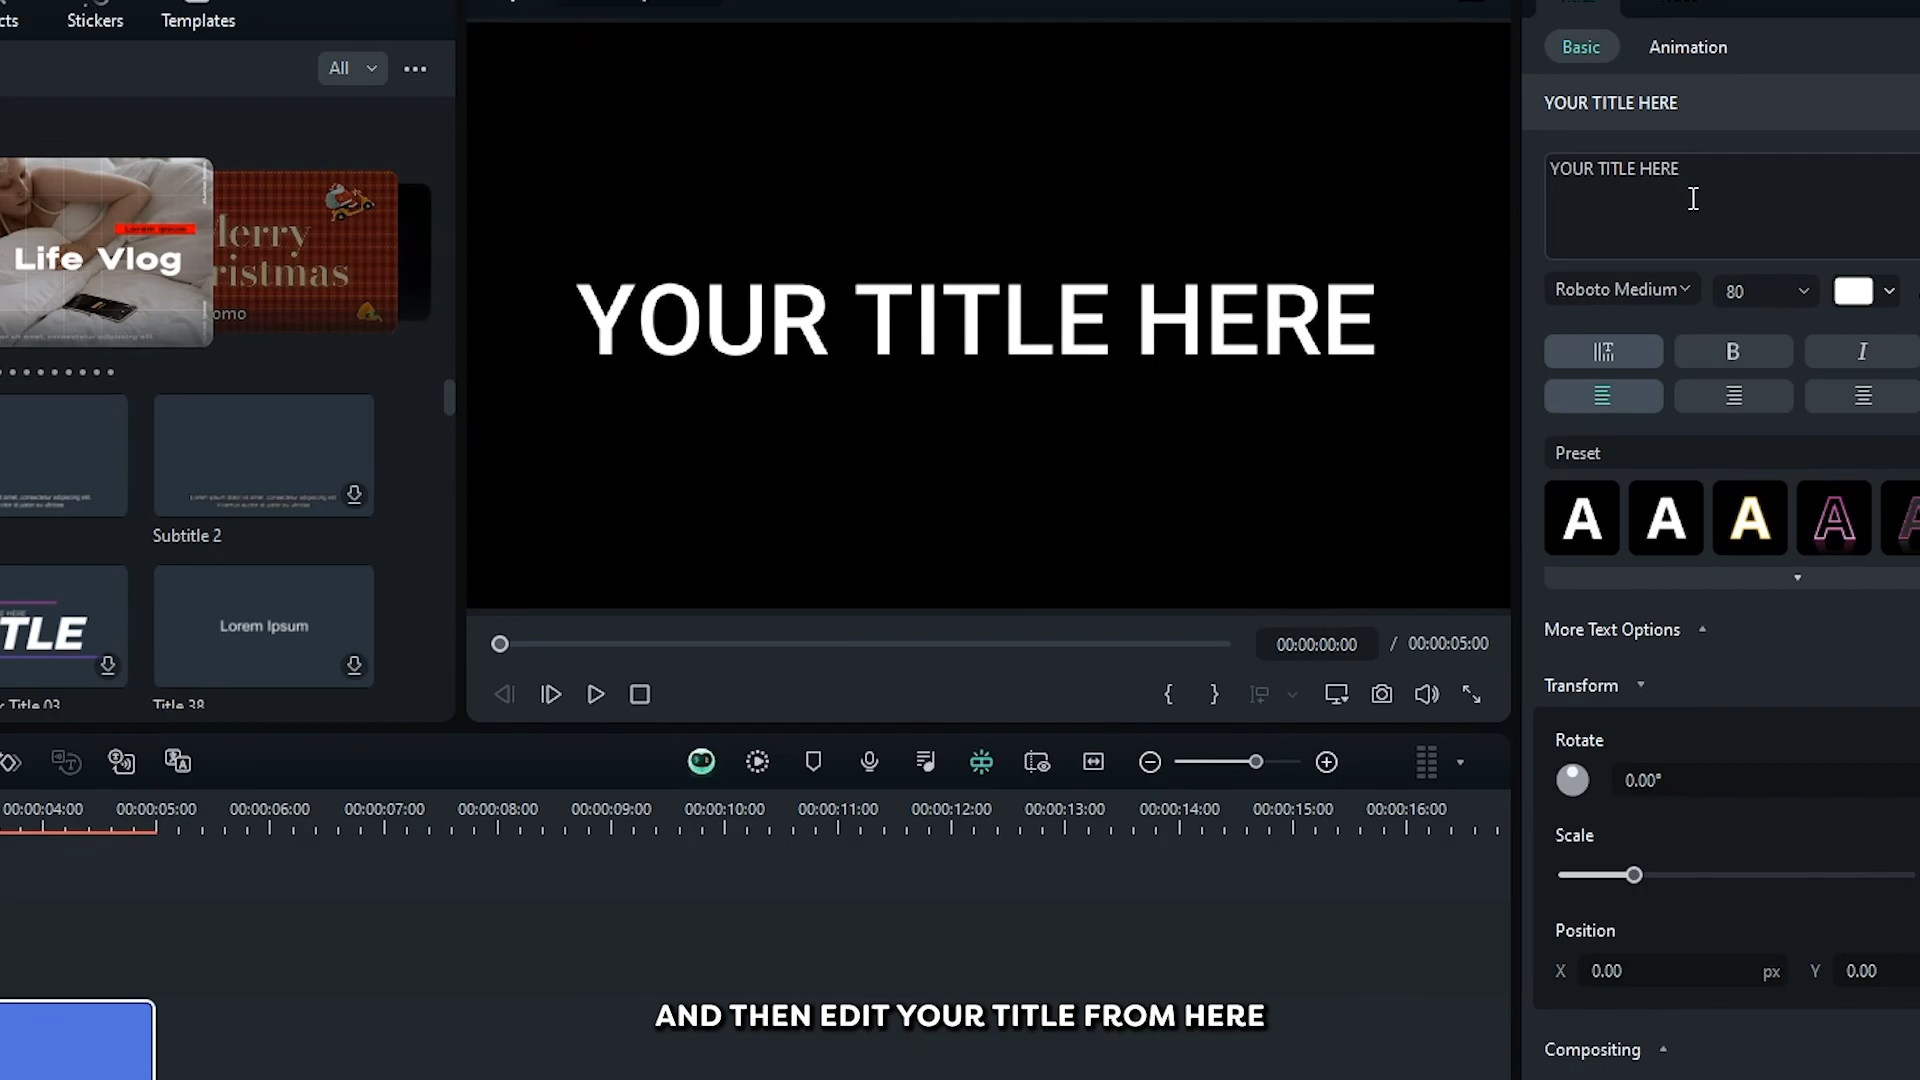 Stickers
Templates
All
Lorem Ipsum
Life Vlog
Merry
Christmas
Subtitle 2
Lorem Ipsum
Title 38
YOUR TITLE HERE
00:00:00:00 / 00:00:05:00
Basic
Animation
YOUR TITLE HERE
YOUR TITLE HERE
Roboto Medium
80
B
I
Preset
A
A
A
A
A
More Text Options
Transform
Rotate
0.00°
Scale
Position
X 0.00 px Y 0.00
Compositing
00:00:04:00 00:00:05:00 00:00:06:00 00:00:07:00 00:00:08:00 00:00:09:00 00:00:10:00 00:00:11:00 00:00:12:00 00:00:13:00 00:00:14:00 00:00:15:00 00:00:16:00
AND THEN EDIT YOUR TITLE FROM HERE